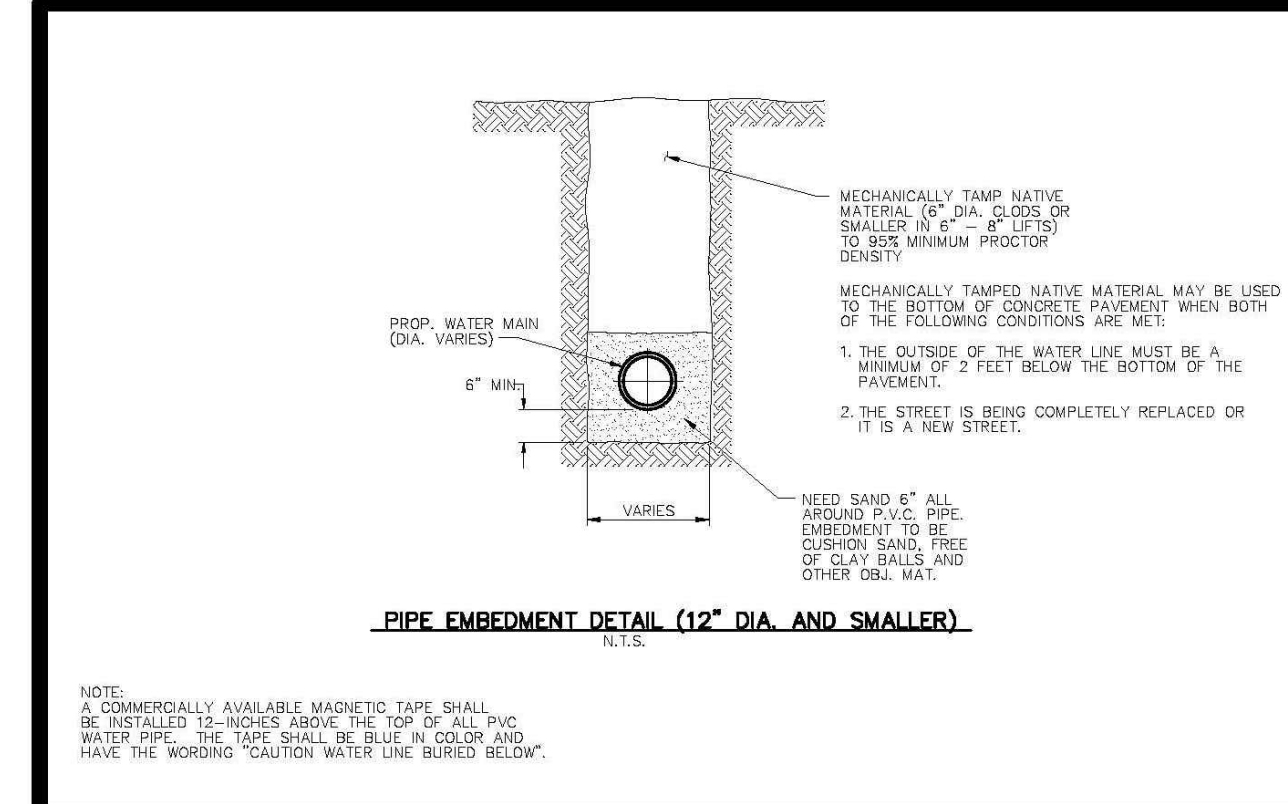 MECHANICALLY TAMP NATIVE
MATERIAL (6" DIA. CLODS OR
SMALLER IN 6" – 8" LIFTS)
TO 95% MINIMUM PROCTOR
DENSITY
MECHANICALLY TAMPED NATIVE MATERIAL MAY BE USED
TO THE BOTTOM OF CONCRETE PAVEMENT WHEN BOTH
OF THE FOLLOWING CONDITIONS ARE MET:
1. THE OUTSIDE OF THE WATER LINE MUST BE A
MINIMUM OF 2 FEET BELOW THE BOTTOM OF THE
PAVEMENT.
2. THE STREET IS BEING COMPLETELY REPLACED OR
IT IS A NEW STREET.
PROP. WATER MAIN
(DIA. VARIES)
6" MIN
VARIES
NEED SAND 6" ALL
AROUND P.V.C. PIPE.
EMBEDMENT TO BE
CUSHION SAND, FREE
OF CLAY BALLS AND
OTHER OBJ. MAT.
PIPE EMBEDMENT DETAIL (12" DIA. AND SMALLER)
N.T.S.
NOTE:
A COMMERCIALLY AVAILABLE MAGNETIC TAPE SHALL
BE INSTALLED 12–INCHES ABOVE THE TOP OF ALL PVC
WATER PIPE. THE TAPE SHALL BE BLUE IN COLOR AND
HAVE THE WORDING "CAUTION WATER LINE BURIED BELOW".